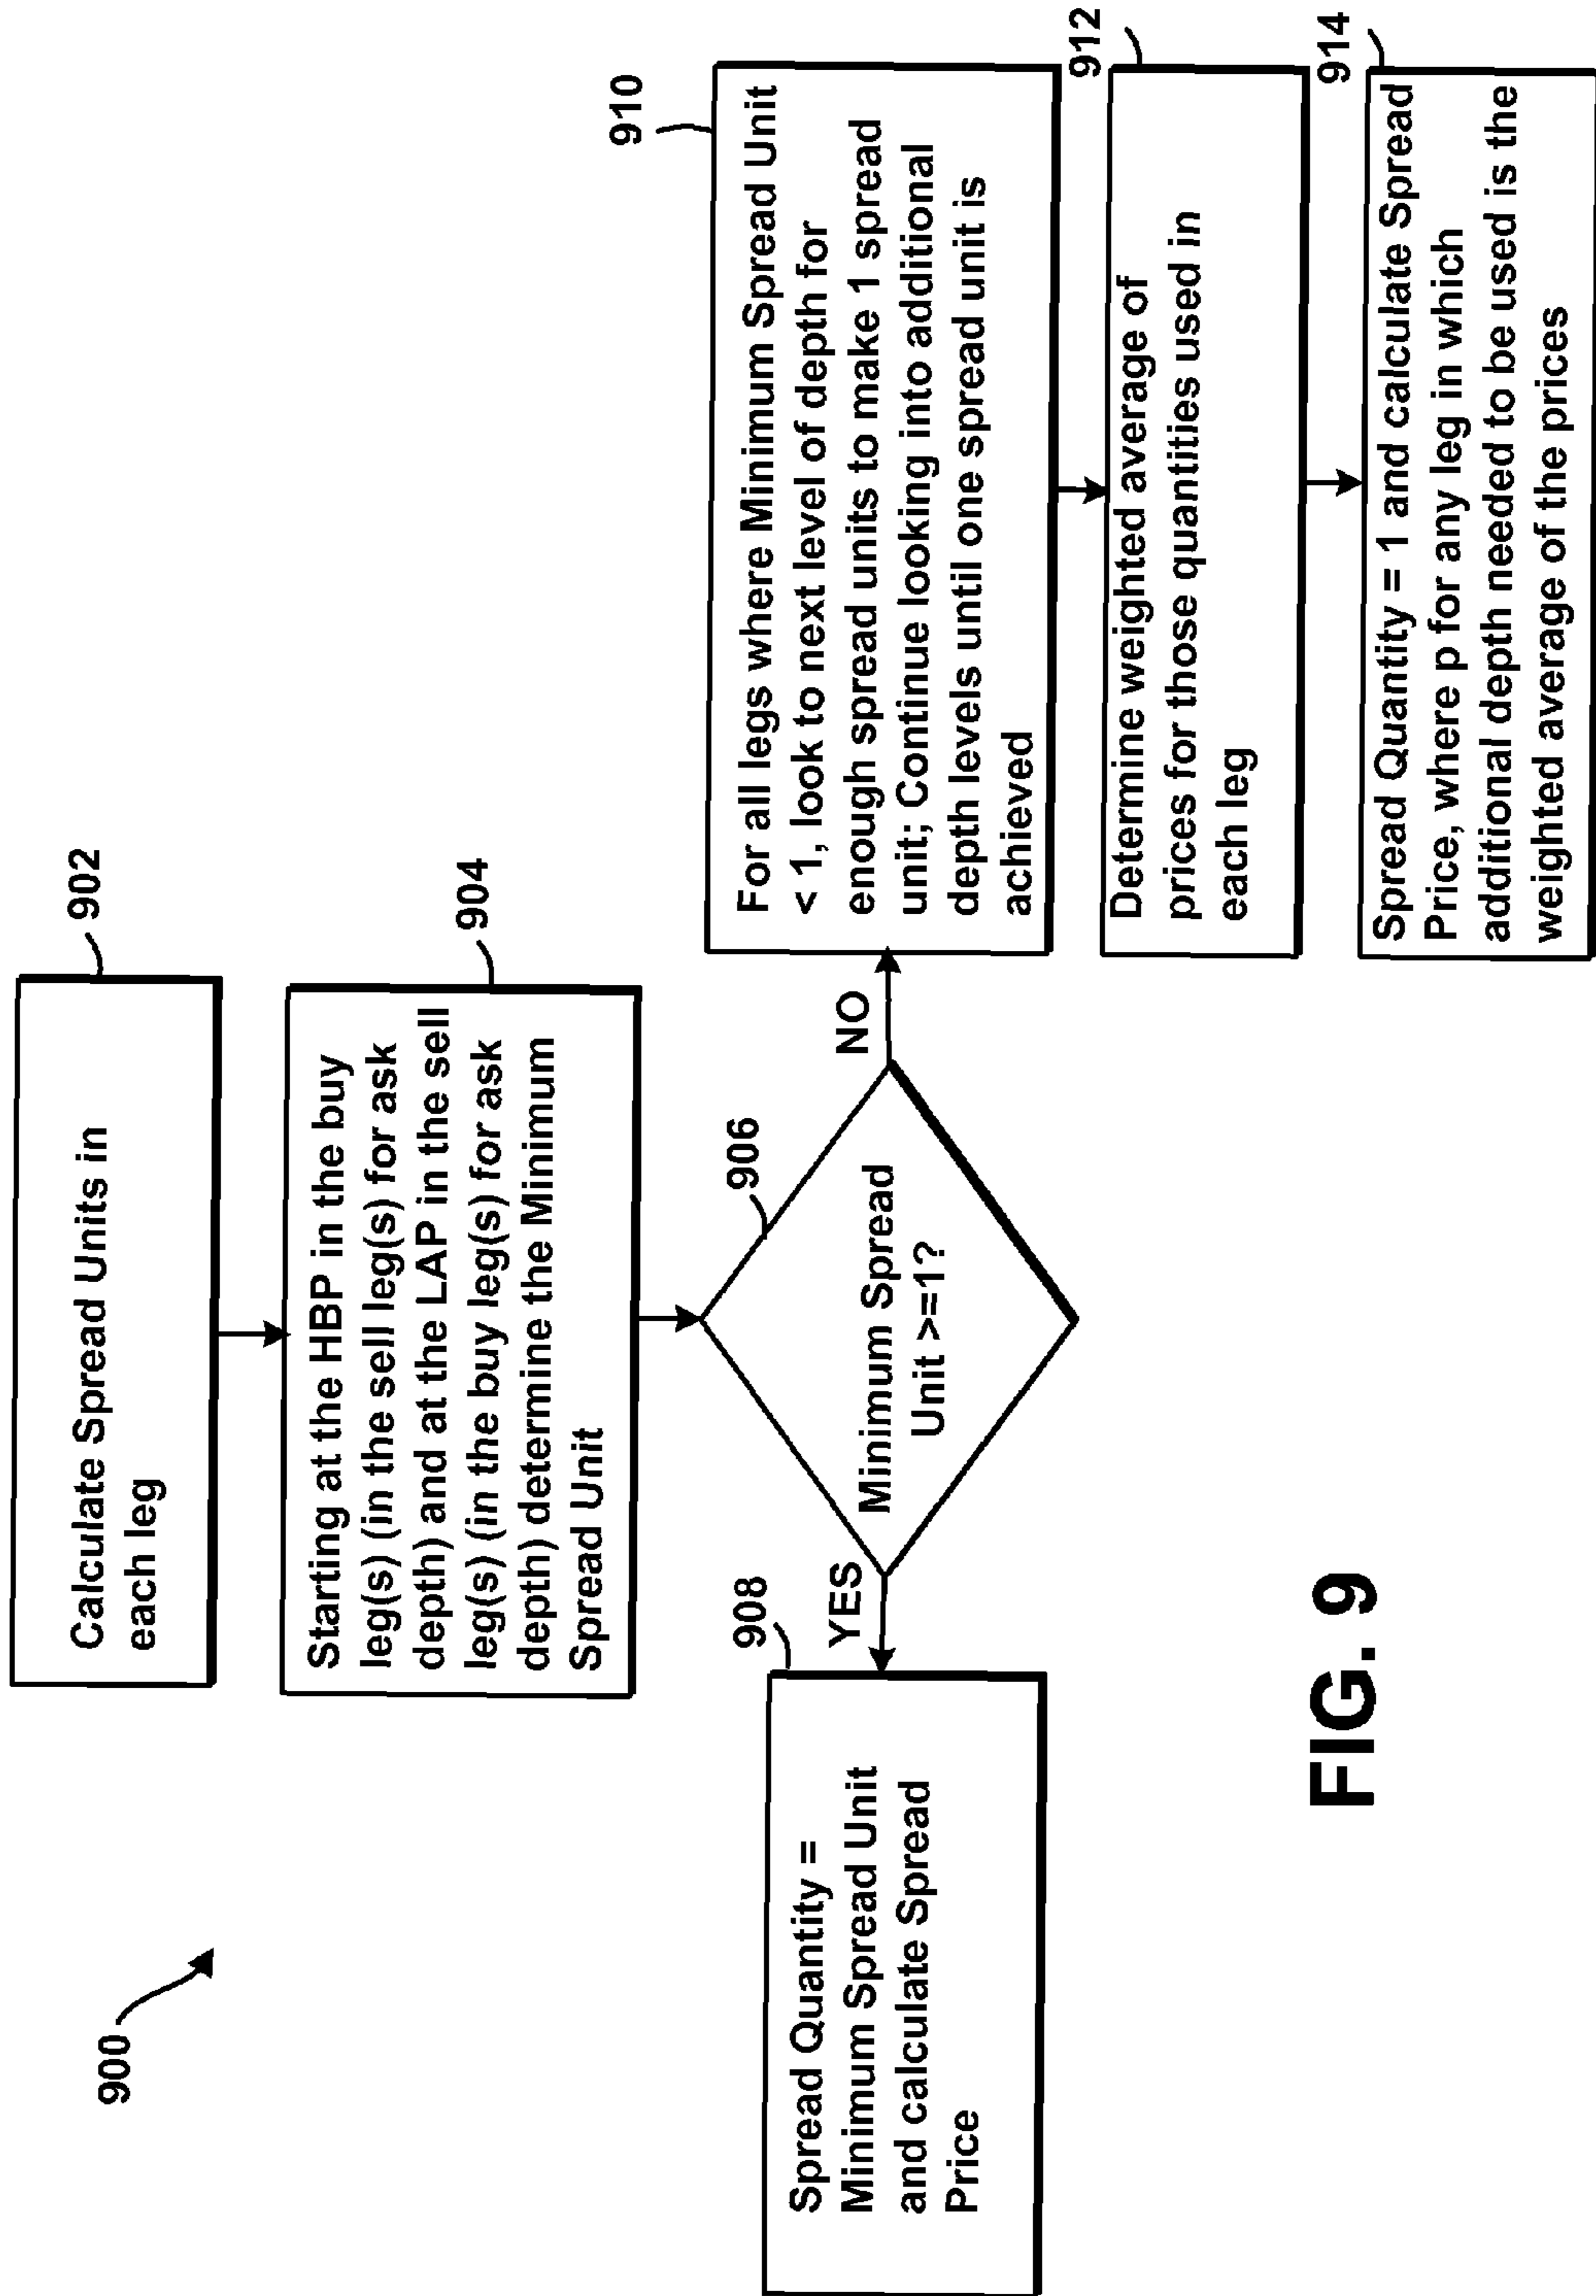 900
902
Calculate Spread Units in
each leg
904
Starting at the HBP in the buy
leg(s) (in the sell leg(s) for ask
depth) and at the LAP in the sell
leg(s) (in the buy leg(s) for ask
depth) determine the Minimum
Spread Unit
906
Minimum Spread
Unit >=1?
YES
NO
908
Spread Quantity =
Minimum Spread Unit
and calculate Spread
Price
910
For all legs where Minimum Spread Unit
< 1, look to next level of depth for
enough spread units to make 1 spread
unit; Continue looking into additional
depth levels until one spread unit is
achieved
912
Determine weighted average of
prices for those quantities used in
each leg
914
Spread Quantity = 1 and calculate Spread
Price, where p for any leg in which
additional depth needed to be used is the
weighted average of the prices
FIG. 9